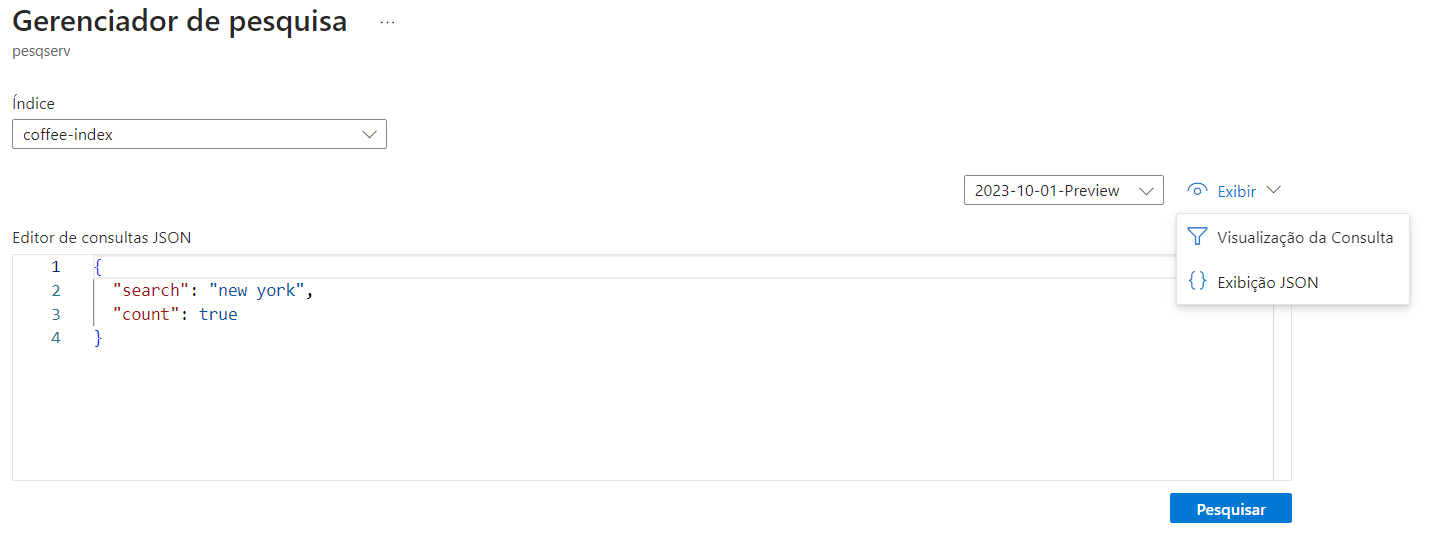 Gerenciador de pesquisa ...
pesqserv
Índice
coffee-index
2023-10-01-Preview
Exibir
Visualização da Consulta
Exibição JSON
Editor de consultas JSON
1 {
2 "search": "new york",
3 "count": true
4 }
Pesquisar